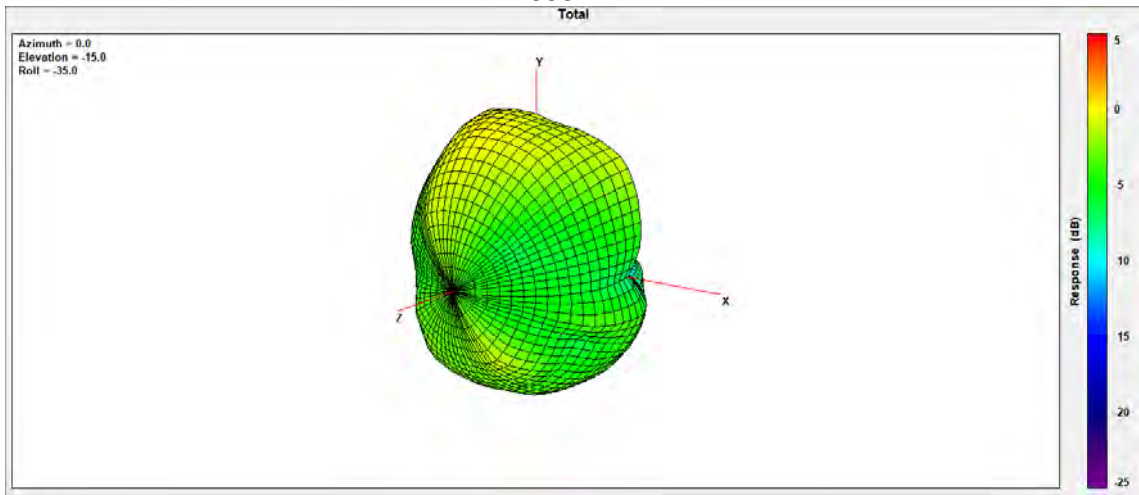 Total
Azimuth = 0.0
Elevation = -15.0
Roll = -35.0
Y
X
Z
5
0
-5
10
15
-20
-25
Response (dB)